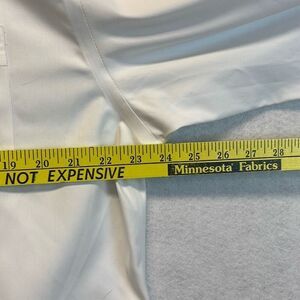 19 20 21 22 23 24 25 26 27 28
NOT EXPENSIVE Minnesota Fabrics